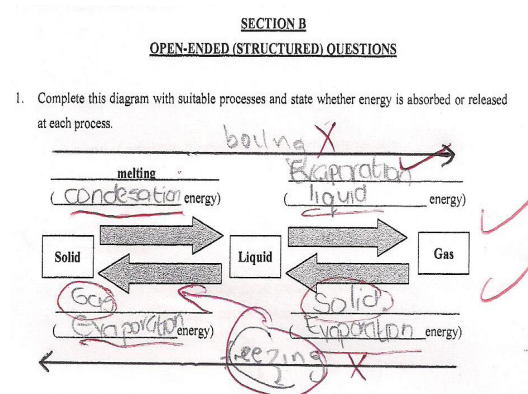 SECTION B
OPEN-ENDED (STRUCTURED) QUESTIONS
1. Complete this diagram with suitable processes and state whether energy is absorbed or released
at each process.
boiling
melting Evaporation
(condesation energy) (liquid energy)
Solid Liquid Gas
Gas Solid
(Evaporation energy) (Evaporation energy)
freezing
2